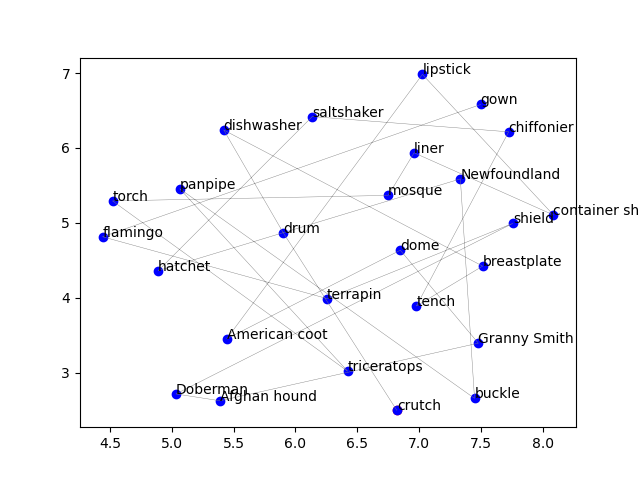 7
6
5
4
3
4.5
5.0
5.5
6.0
6.5
7.0
7.5
8.0
lipstick
gown
saltshaker
dishwasher
chiffonier
liner
Newfoundland
panpipe
mosque
torch
container sh
shield
flamingo
drum
dome
hatchet
breastplate
terrapin
tench
American coot
Granny Smith
triceratops
Doberman
Afghan hound
buckle
crutch